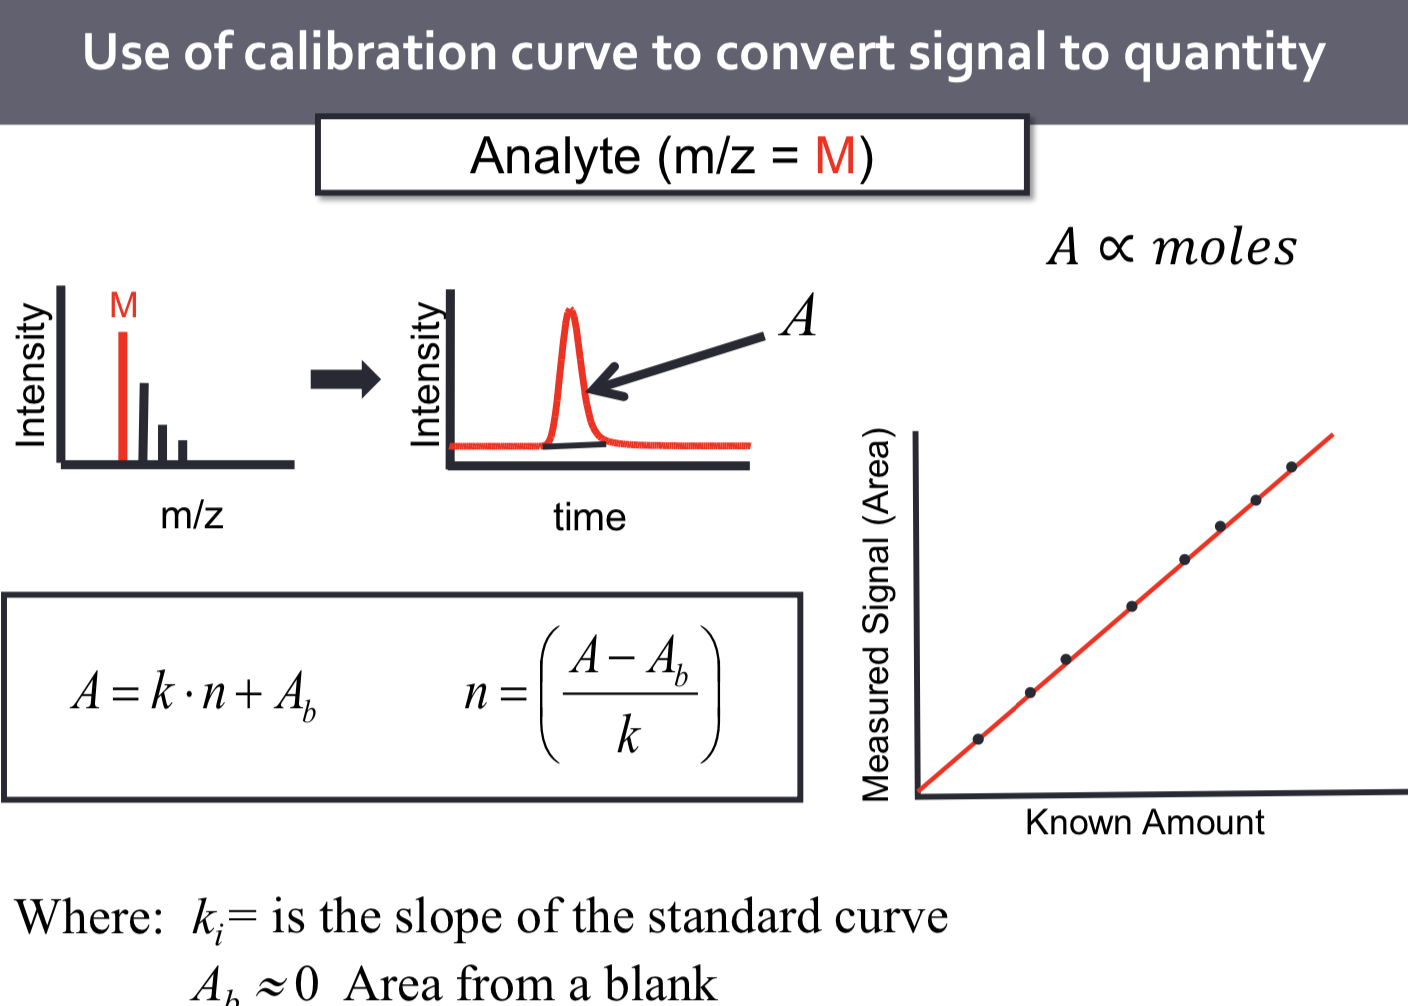 Use of calibration curve to convert signal to quantity
Analyte (m/z = M)
A ∝ moles
Intensity
M
m/z
Intensity
A
time
A = k · n + A_b
n = ( (A − A_b) / k )
Measured Signal (Area)
Known Amount
Where: k_i = is the slope of the standard curve
A_b ≈ 0 Area from a blank